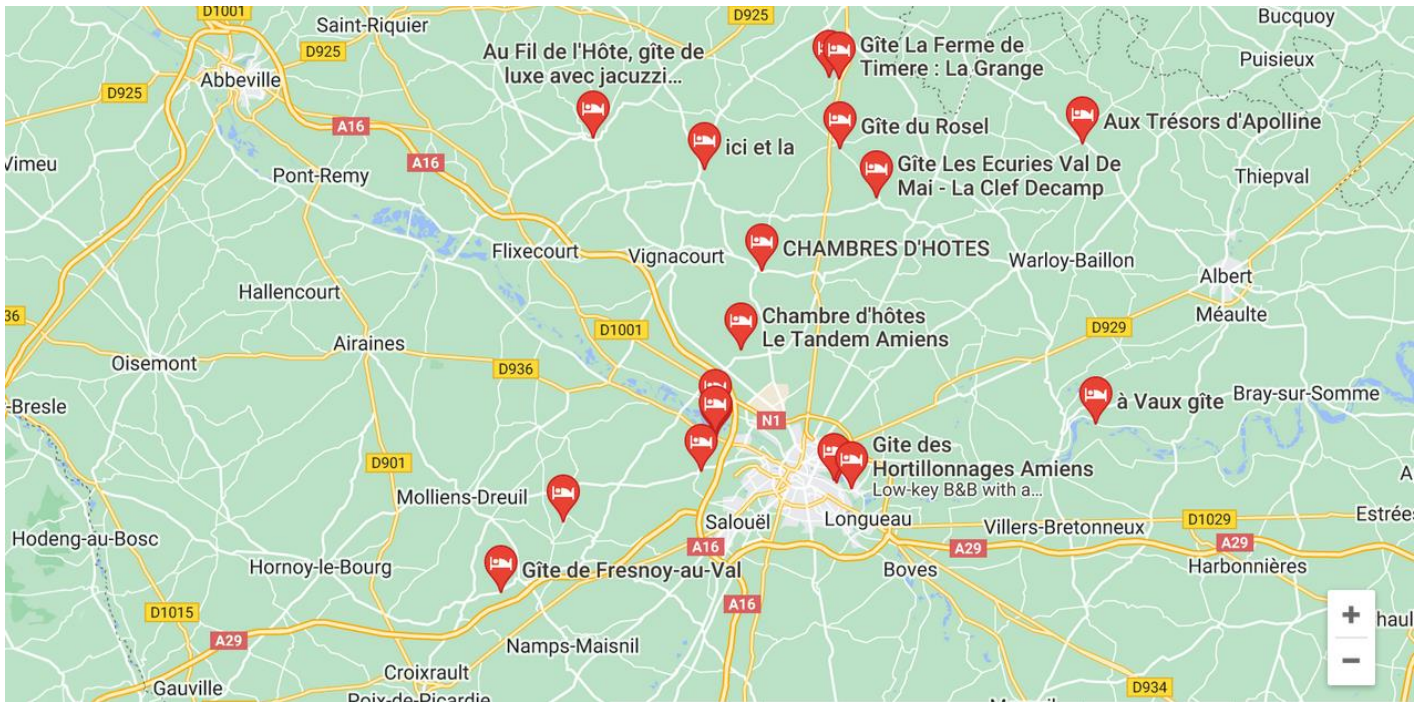 D1001
Saint-Riquier
D925
Bucquoy
D925
Au Fil de l'Hôte, gîte de
luxe avec jacuzzi...
Gîte La Ferme de
Timere : La Grange
Puisieux
Abbeville
D925
A16
Gîte du Rosel
Aux Trésors d'Apolline
ici et la
A16
Vimeu
Pont-Remy
Gîte Les Ecuries Val De
Mai - La Clef Decamp
Thiepval
Flixecourt
Vignacourt
CHAMBRES D'HOTES
Warloy-Baillon
Albert
Hallencourt
Méaulte
36
Chambre d'hôtes
Le Tandem Amiens
D1001
D929
Airaines
Oisemont
D936
-Bresle
à Vaux gîte
Bray-sur-Somme
N1
Gite des
Hortillonnages Amiens
Low-key B&B with a...
D901
Molliens-Dreuil
Salouël
Longueau
Villers-Bretonneux
D1029
Estrées
Hodeng-au-Bosc
A16
A29
A29
Hornoy-le-Bourg
Gîte de Fresnoy-au-Val
Boves
Harbonnières
D1015
A16
+
haul
A29
Namps-Maisnil
−
Croixrault
Gauville
D934
Poix-de-Picardie